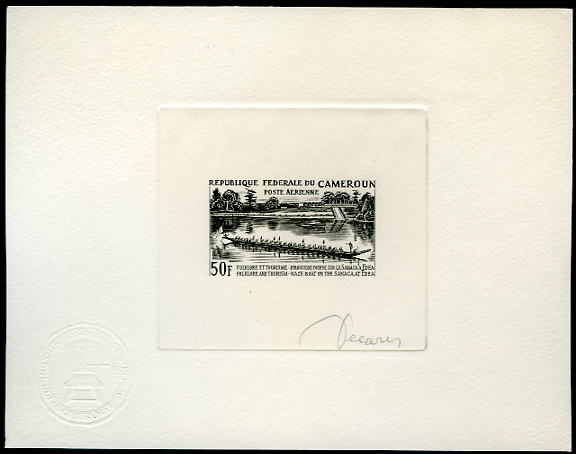 REPUBLIQUE FEDERALE DU CAMEROUN
POSTE AERIENNE
50F
FOLKLORE ET TOURISME - PIROGUE DE COURSE SUR LA SANAGA, A EDEA
FOLKLORE AND TOURISM - RACE-BOAT ON THE SANAGA, AT EDEA
Decaris